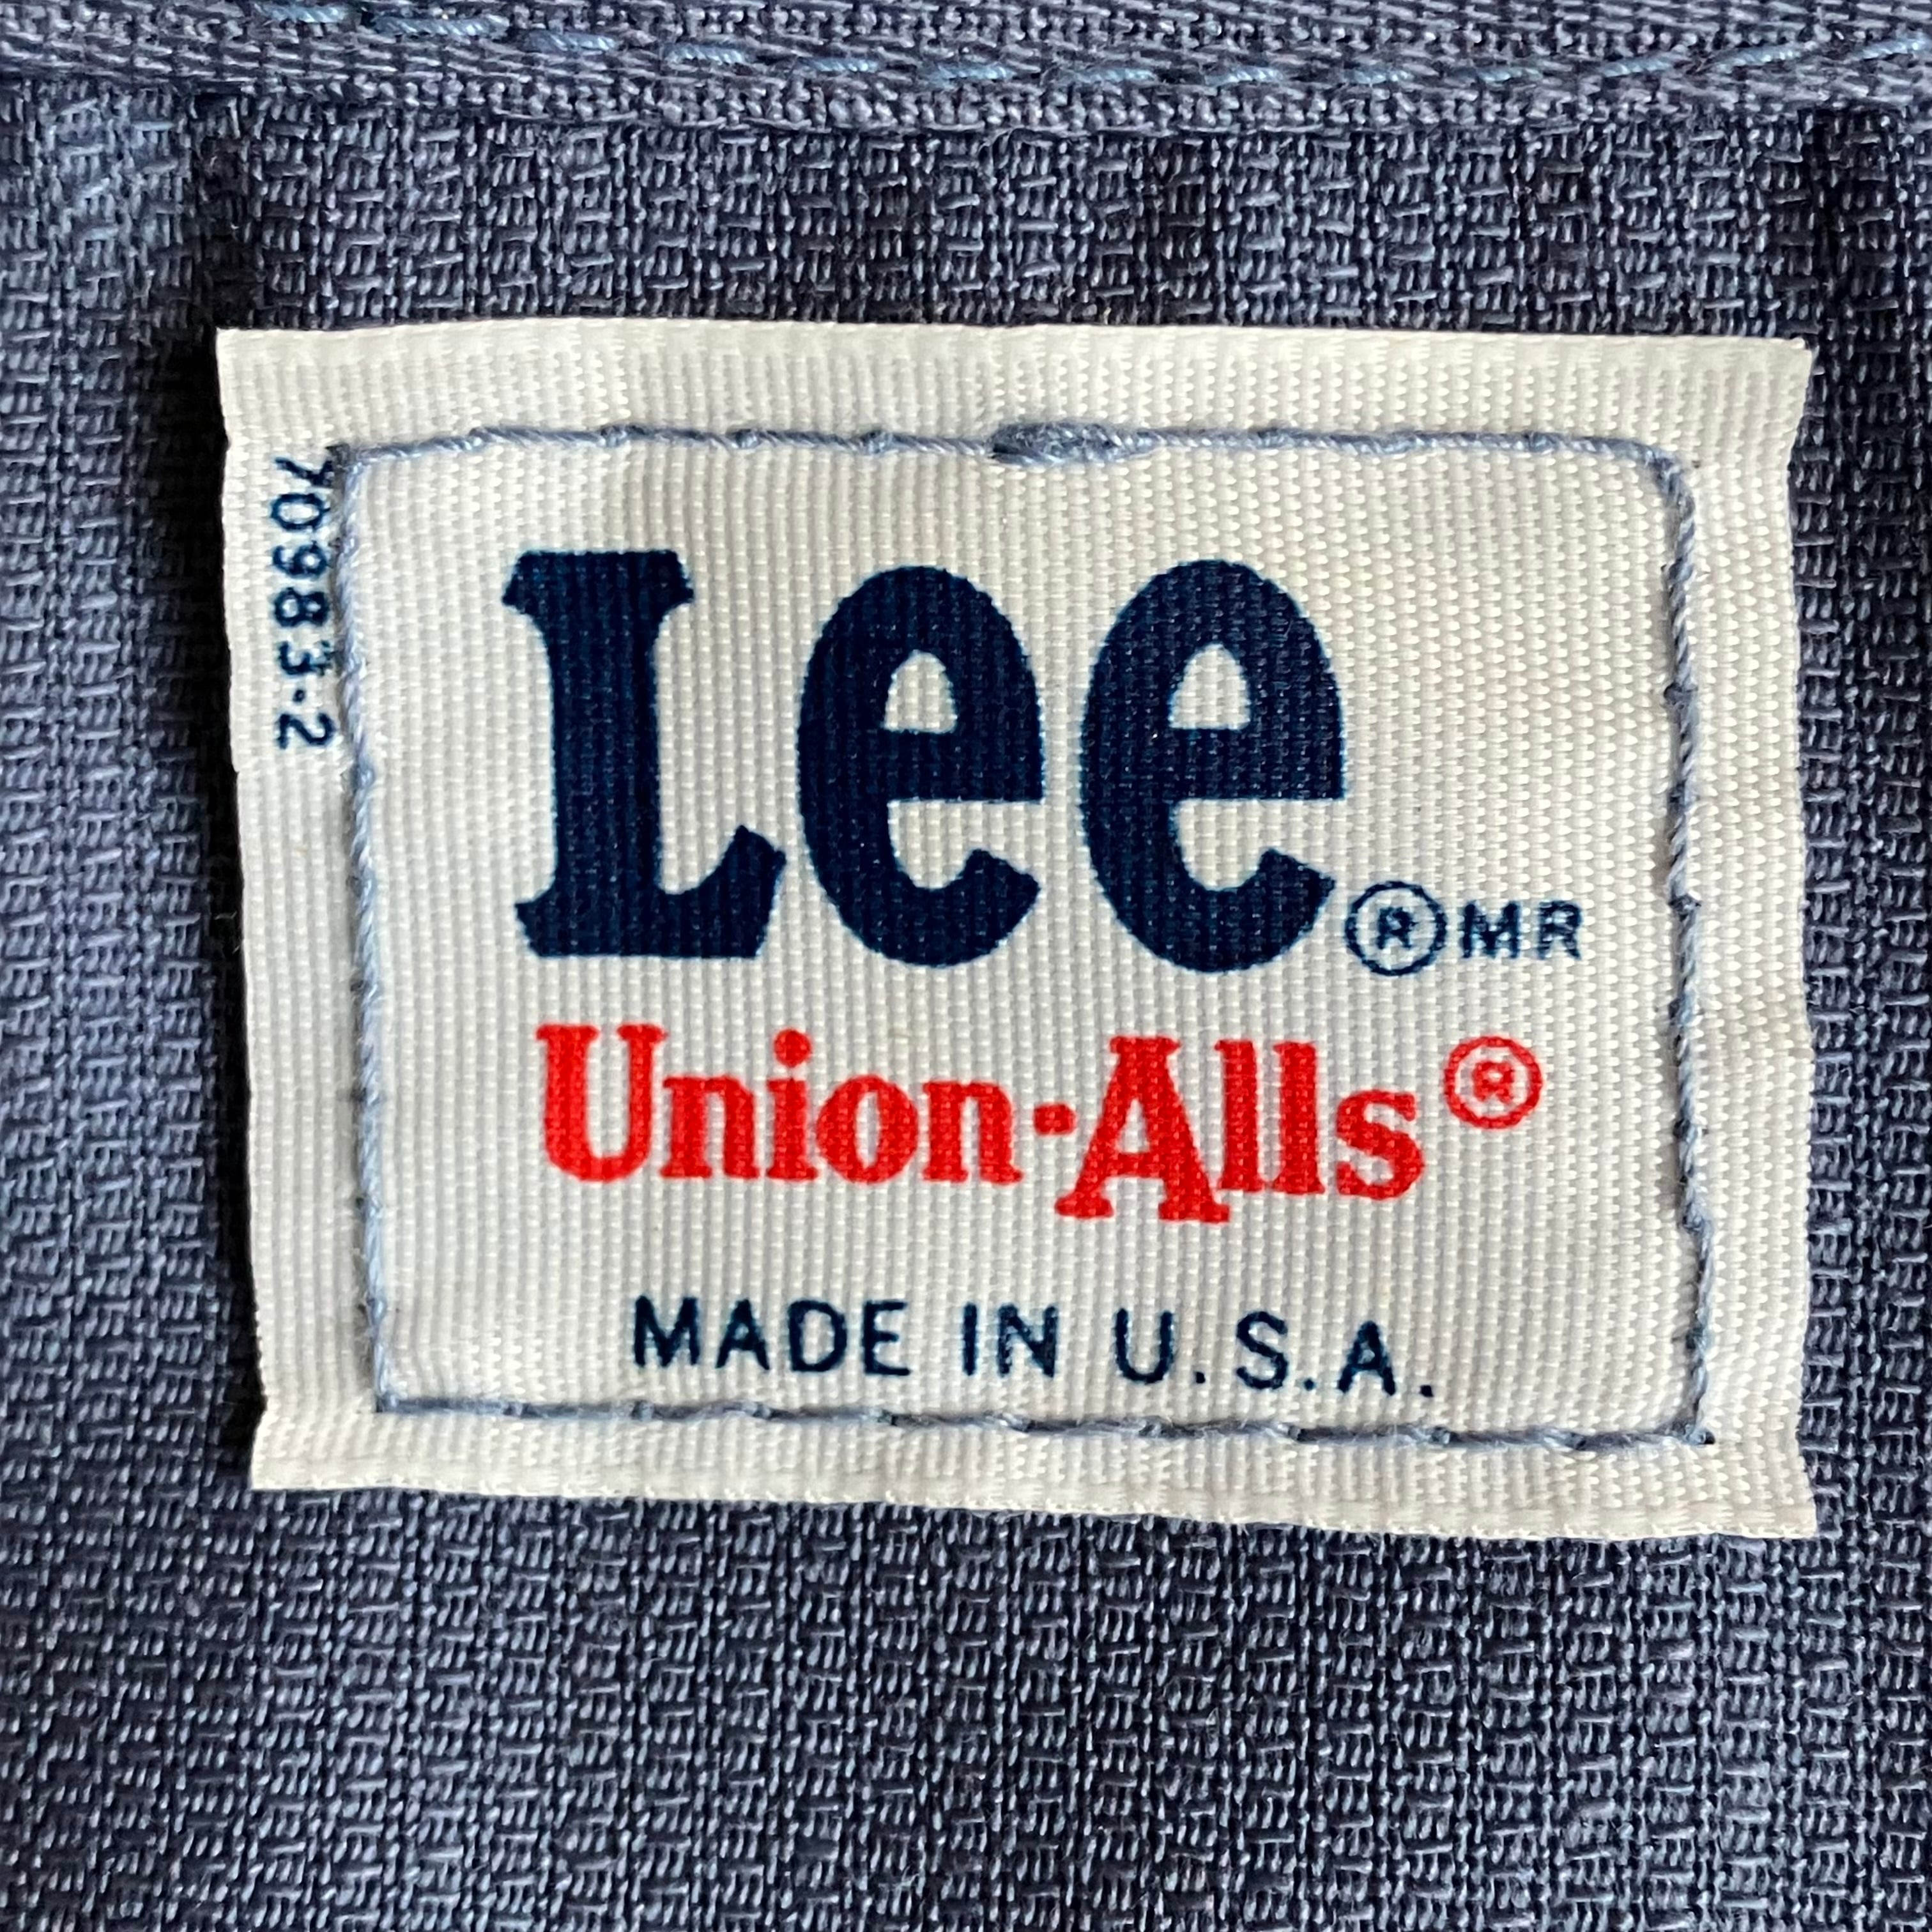 70983-2
Lee®MR
Union-Alls®
MADE IN U.S.A.